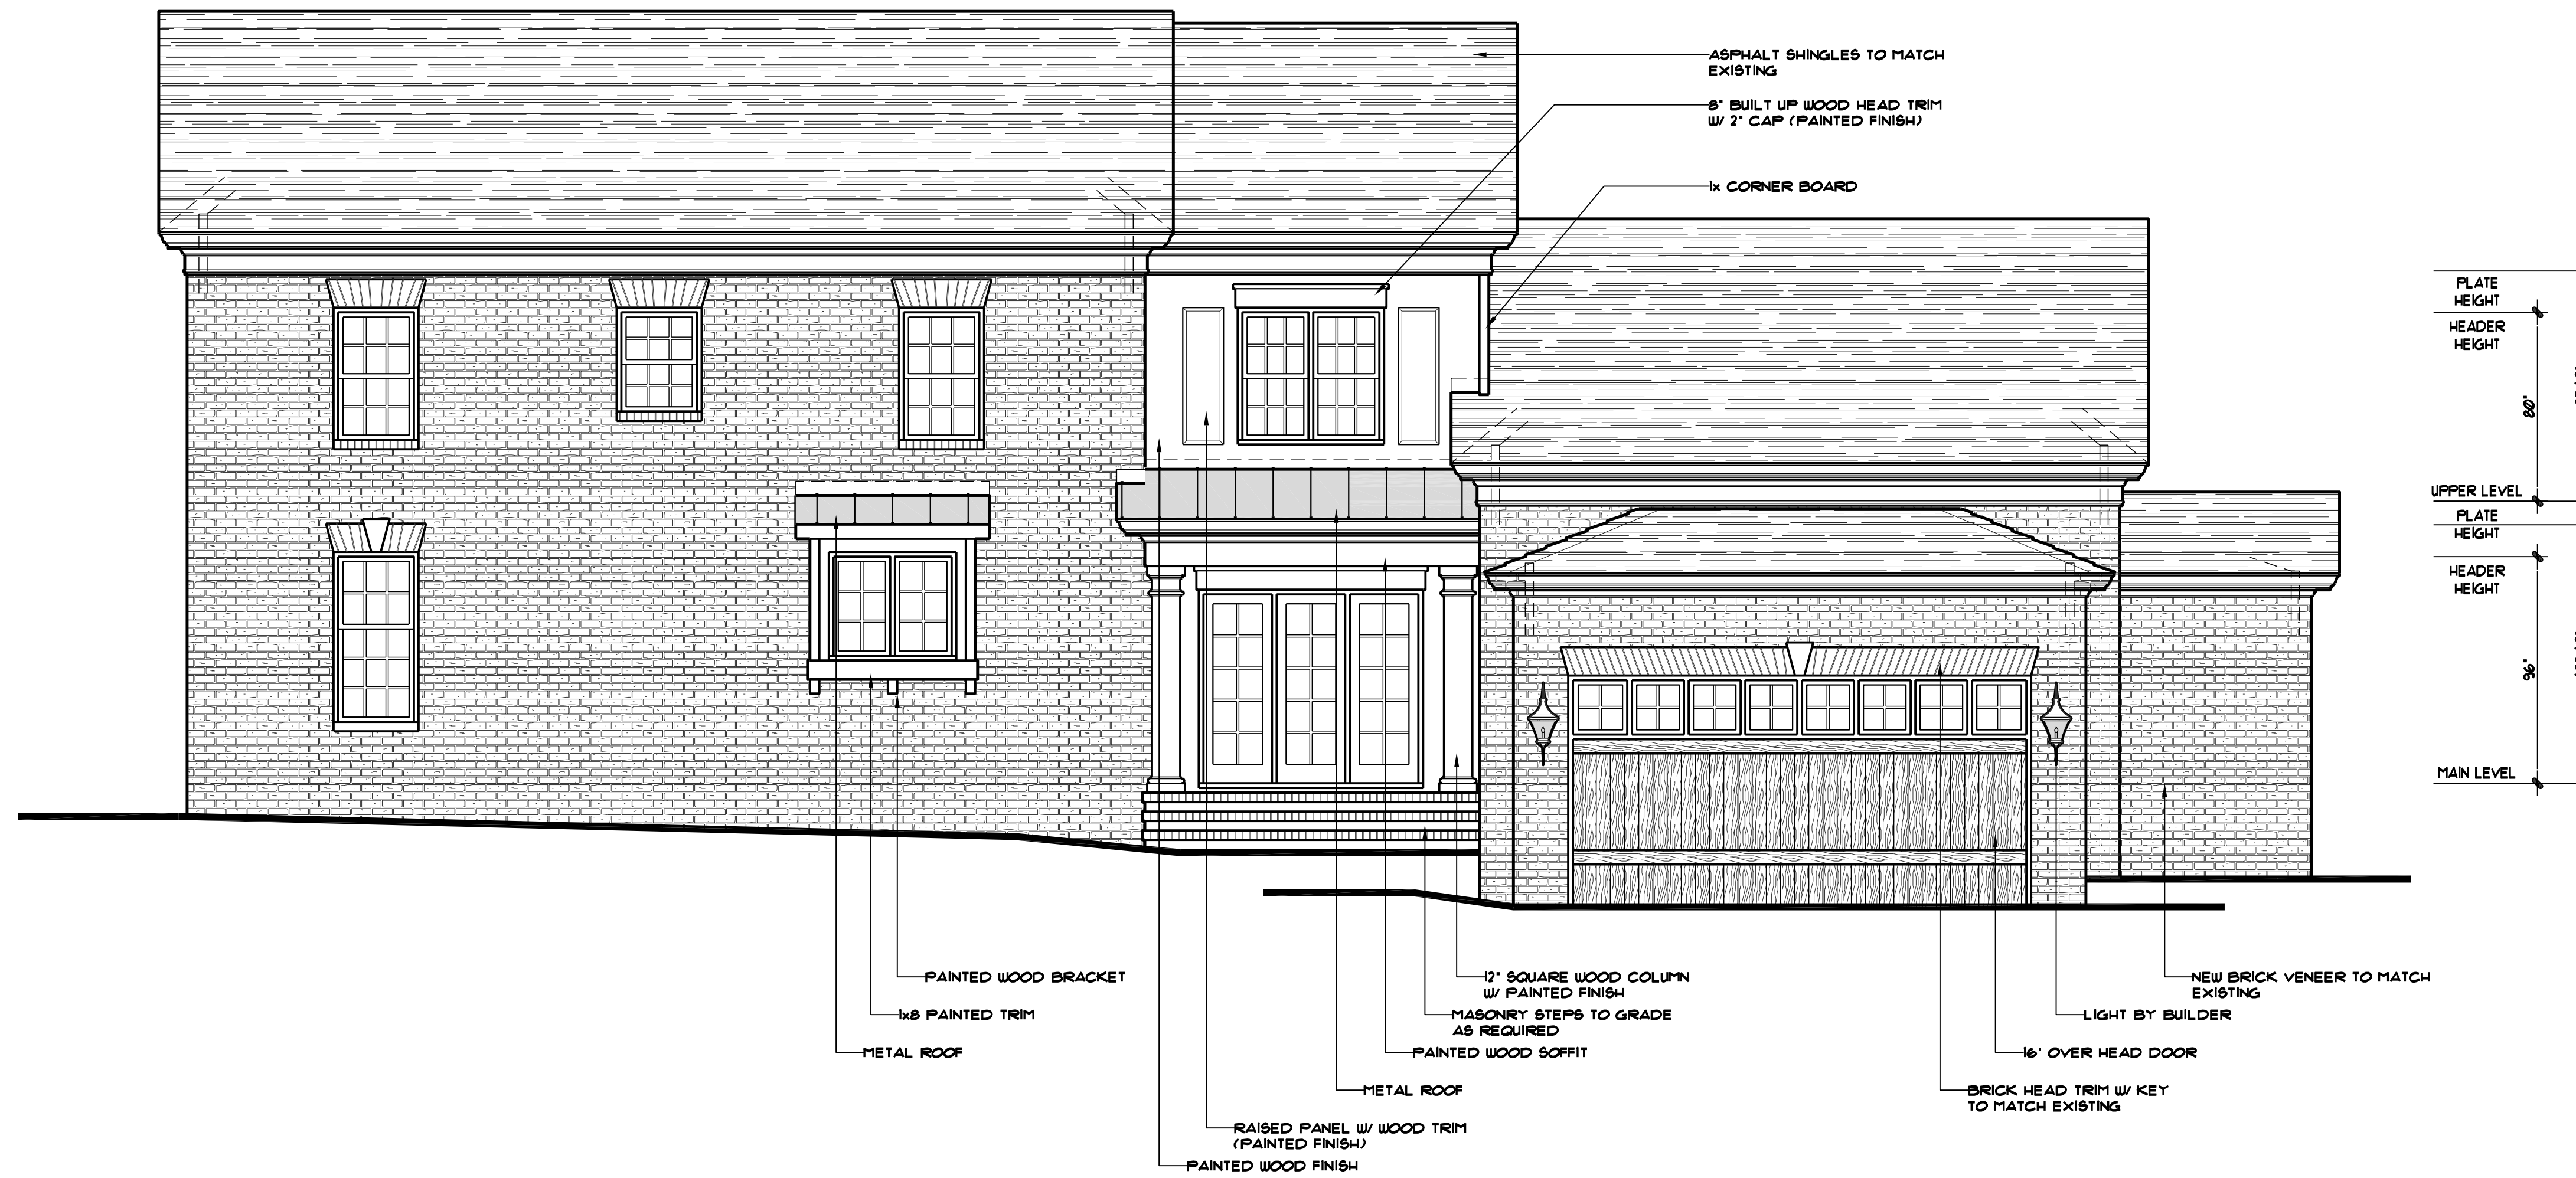 ASPHALT SHINGLES TO MATCH
EXISTING
8" BUILT UP WOOD HEAD TRIM
W/ 2" CAP (PAINTED FINISH)
1x CORNER BOARD
PLATE
HEIGHT
HEADER
HEIGHT
80"
UPPER LEVEL
PLATE
HEIGHT
HEADER
HEIGHT
96"
MAIN LEVEL
PAINTED WOOD BRACKET
1x8 PAINTED TRIM
METAL ROOF
12" SQUARE WOOD COLUMN
W/ PAINTED FINISH
MASONRY STEPS TO GRADE
AS REQUIRED
PAINTED WOOD SOFFIT
METAL ROOF
RAISED PANEL W/ WOOD TRIM
(PAINTED FINISH)
PAINTED WOOD FINISH
NEW BRICK VENEER TO MATCH
EXISTING
LIGHT BY BUILDER
16' OVER HEAD DOOR
BRICK HEAD TRIM W/ KEY
TO MATCH EXISTING